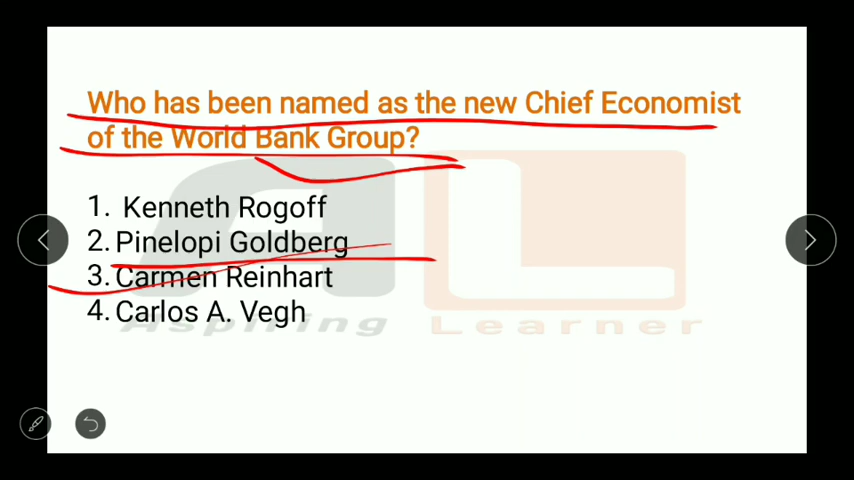 Who has been named as the new Chief Economist
of the World Bank Group?
1. Kenneth Rogoff
2. Pinelopi Goldberg
3. Carmen Reinhart
4. Carlos A. Vegh
AL
Aspiring Learner